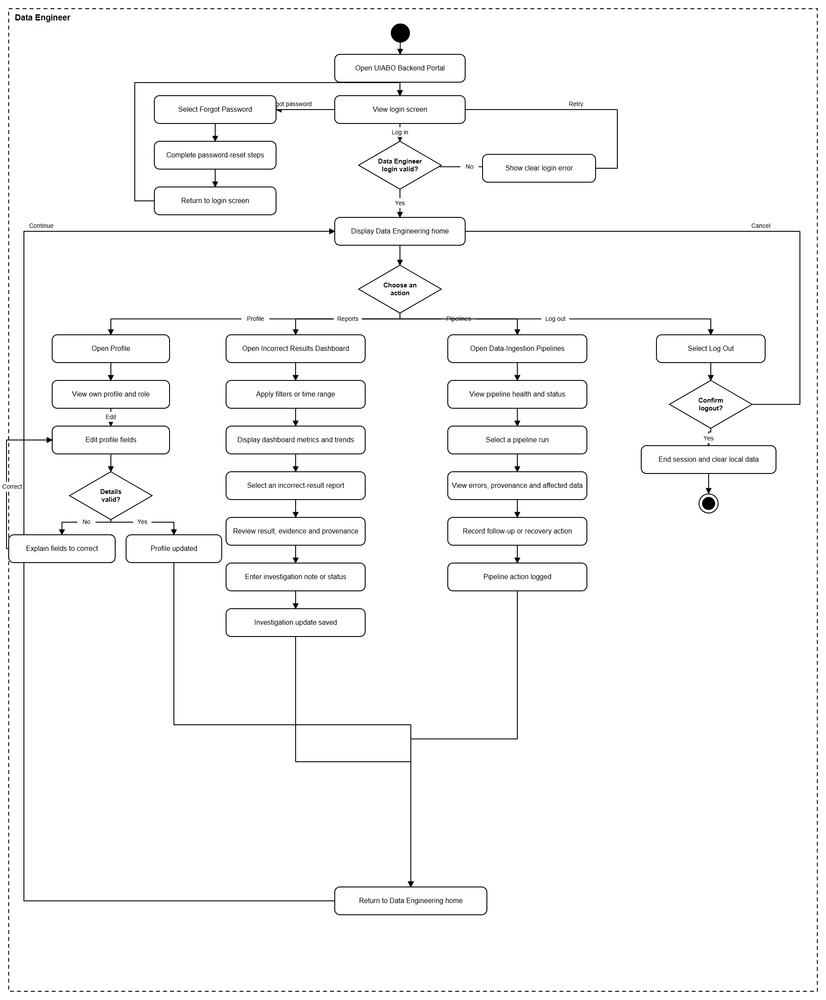 Data Engineer
Open UIABO Backend Portal
Select Forgot Password
got password
View login screen
Retry
Log in
Complete password-reset steps
Data Engineer
login valid?
No
Show clear login error
Return to login screen
Yes
Continue
Display Data Engineering home
Cancel
Choose an
action
Profile
Reports
Pipelines
Log out
Open Profile
Open Incorrect Results Dashboard
Open Data-Ingestion Pipelines
Select Log Out
View own profile and role
Apply filters or time range
View pipeline health and status
Confirm
logout?
Edit
Edit profile fields
Display dashboard metrics and trends
Select a pipeline run
Yes
End session and clear local data
Correct
Details
valid?
Select an incorrect-result report
View errors, provenance and affected data
No
Yes
Explain fields to correct
Profile updated
Review result, evidence and provenance
Record follow-up or recovery action
Enter investigation note or status
Pipeline action logged
Investigation update saved
Return to Data Engineering home